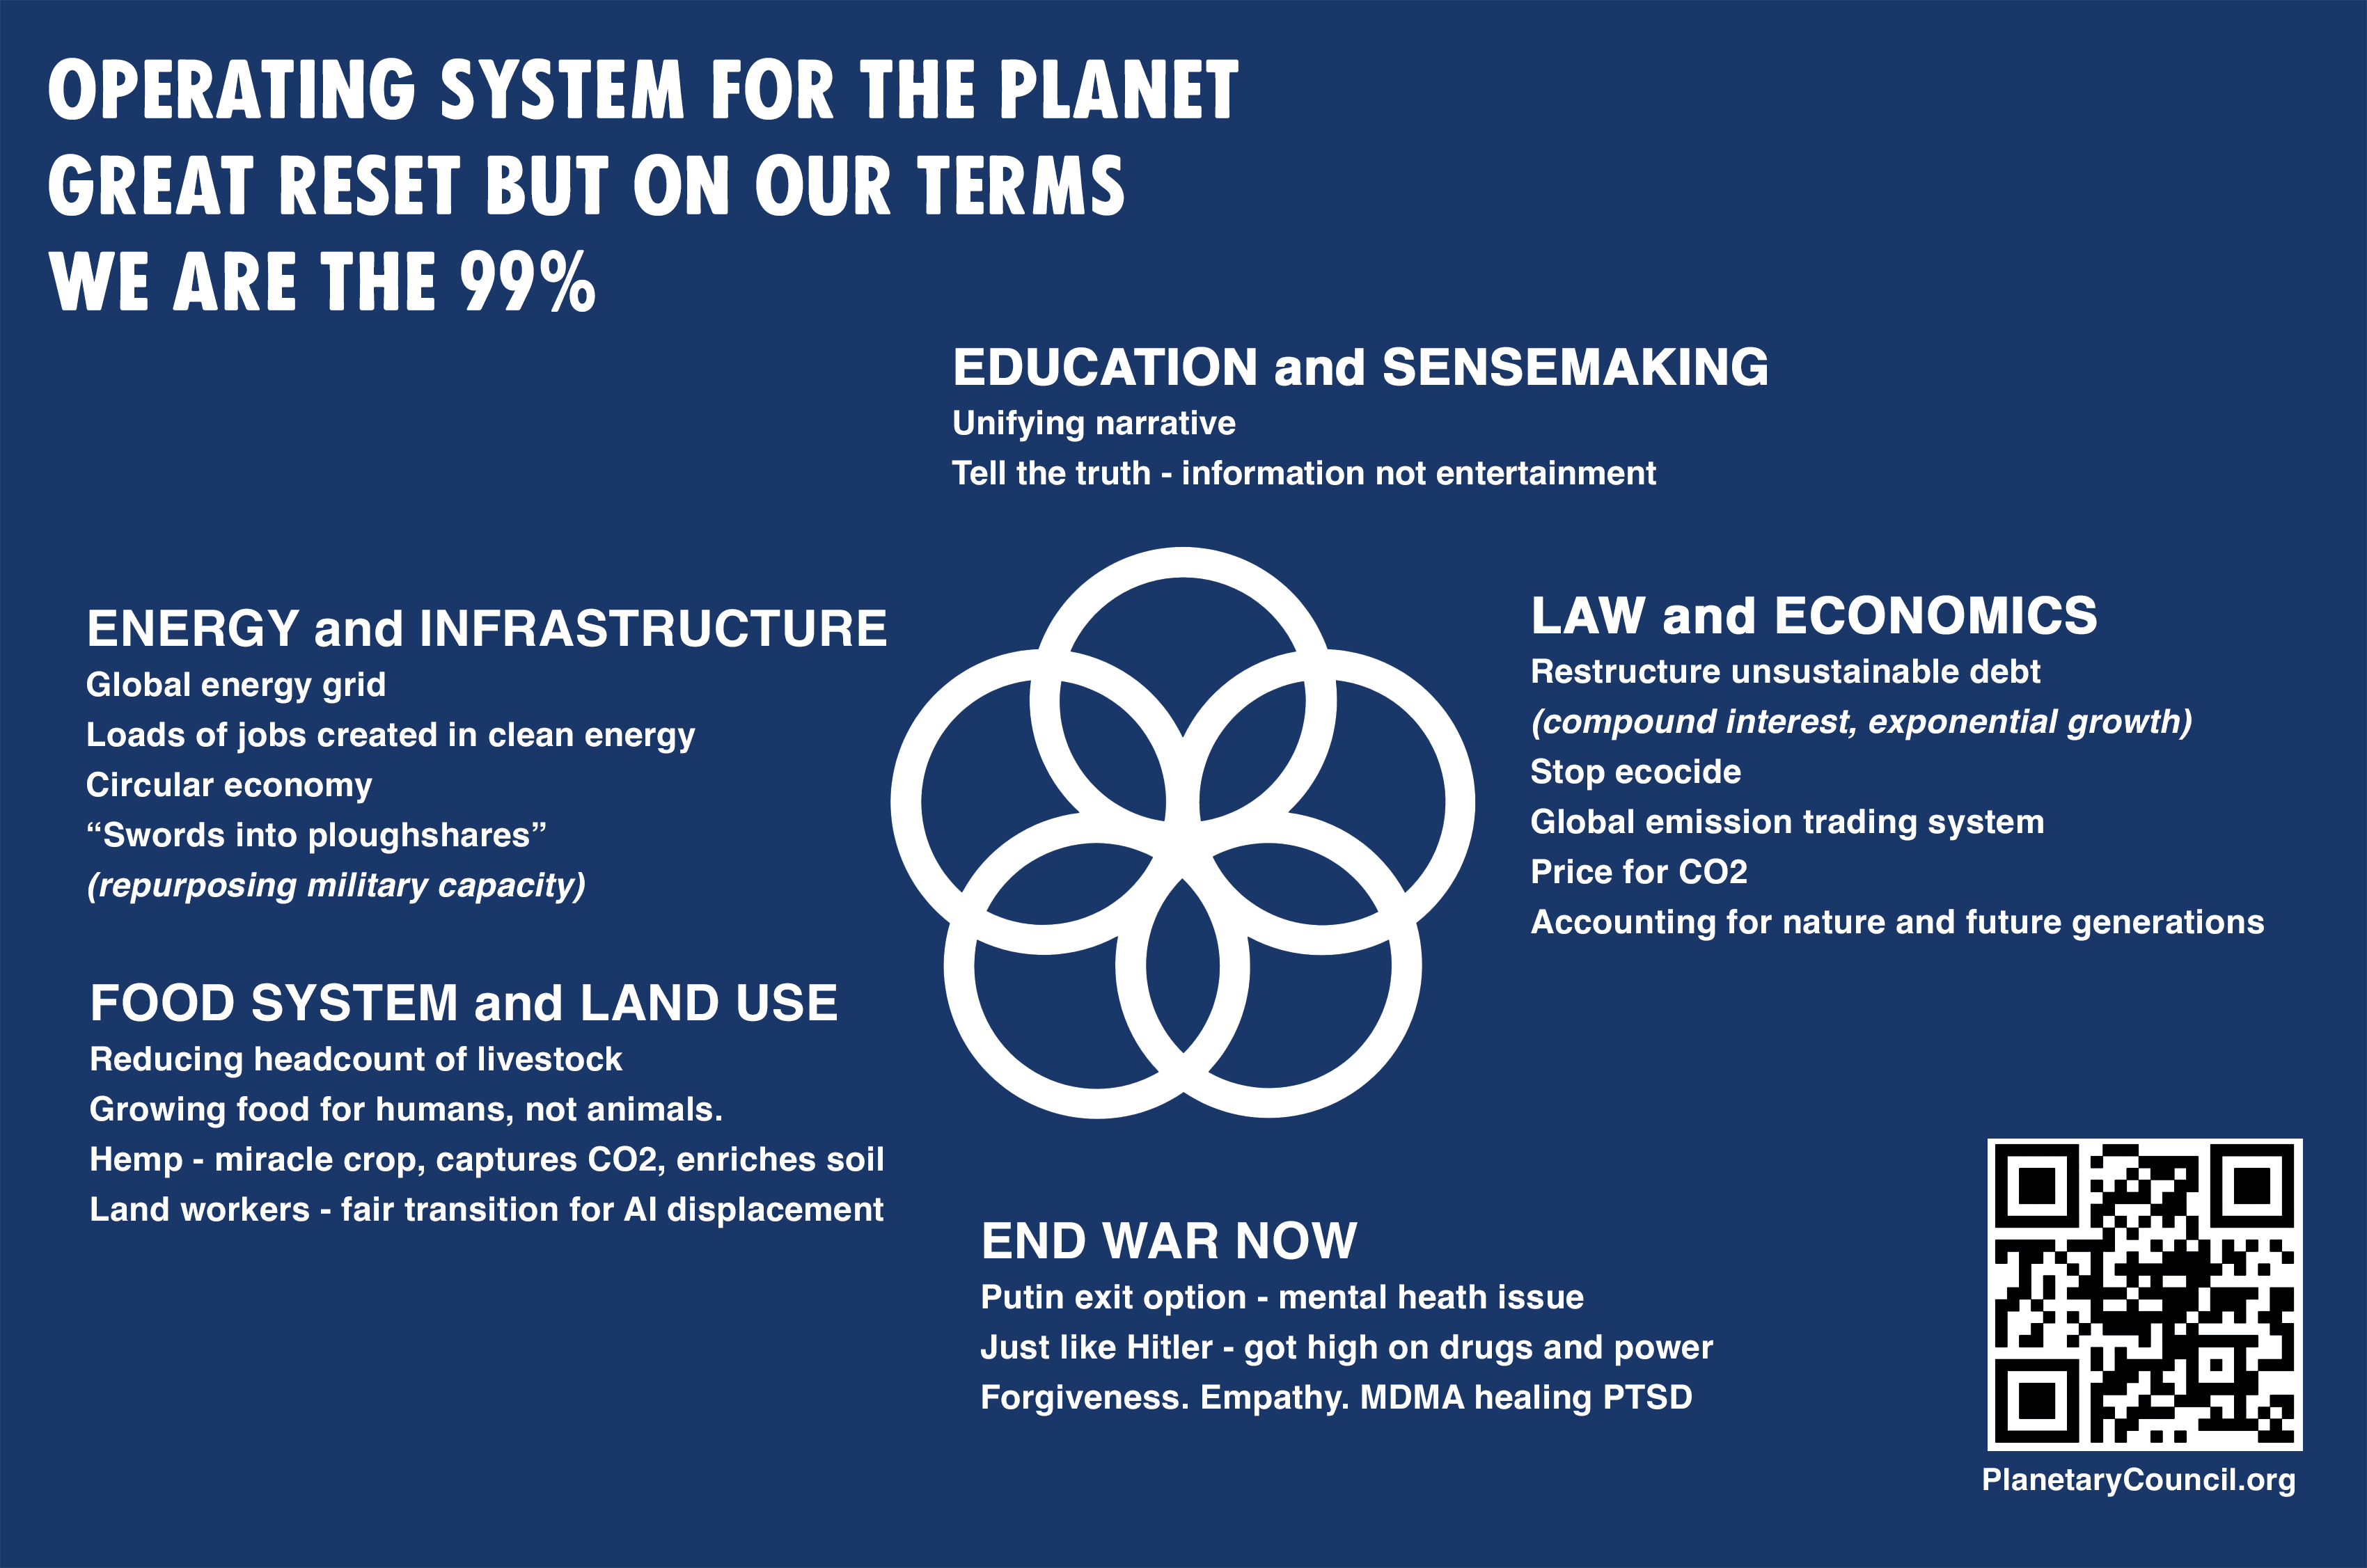 OPERATING SYSTEM FOR THE PLANET
GREAT RESET BUT ON OUR TERMS
WE ARE THE 99%
EDUCATION and SENSEMAKING
Unifying narrative
Tell the truth - information not entertainment
ENERGY and INFRASTRUCTURE
Global energy grid
Loads of jobs created in clean energy
Circular economy
“Swords into ploughshares”
(repurposing military capacity)
LAW and ECONOMICS
Restructure unsustainable debt
(compound interest, exponential growth)
Stop ecocide
Global emission trading system
Price for CO2
Accounting for nature and future generations
FOOD SYSTEM and LAND USE
Reducing headcount of livestock
Growing food for humans, not animals.
Hemp - miracle crop, captures CO2, enriches soil
Land workers - fair transition for AI displacement
END WAR NOW
Putin exit option - mental heath issue
Just like Hitler - got high on drugs and power
Forgiveness. Empathy. MDMA healing PTSD
PlanetaryCouncil.org